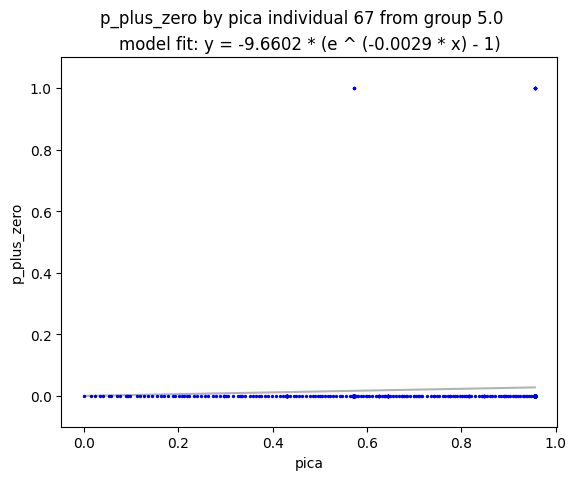 p_plus_zero by pica individual 67 from group 5.0
model fit: y = -9.6602 * (e ^ (-0.0029 * x) - 1)
1.0
0.8
0.6
0.4
0.2
0.0
p_plus_zero
0.0 0.2 0.4 0.6 0.8 1.0
pica